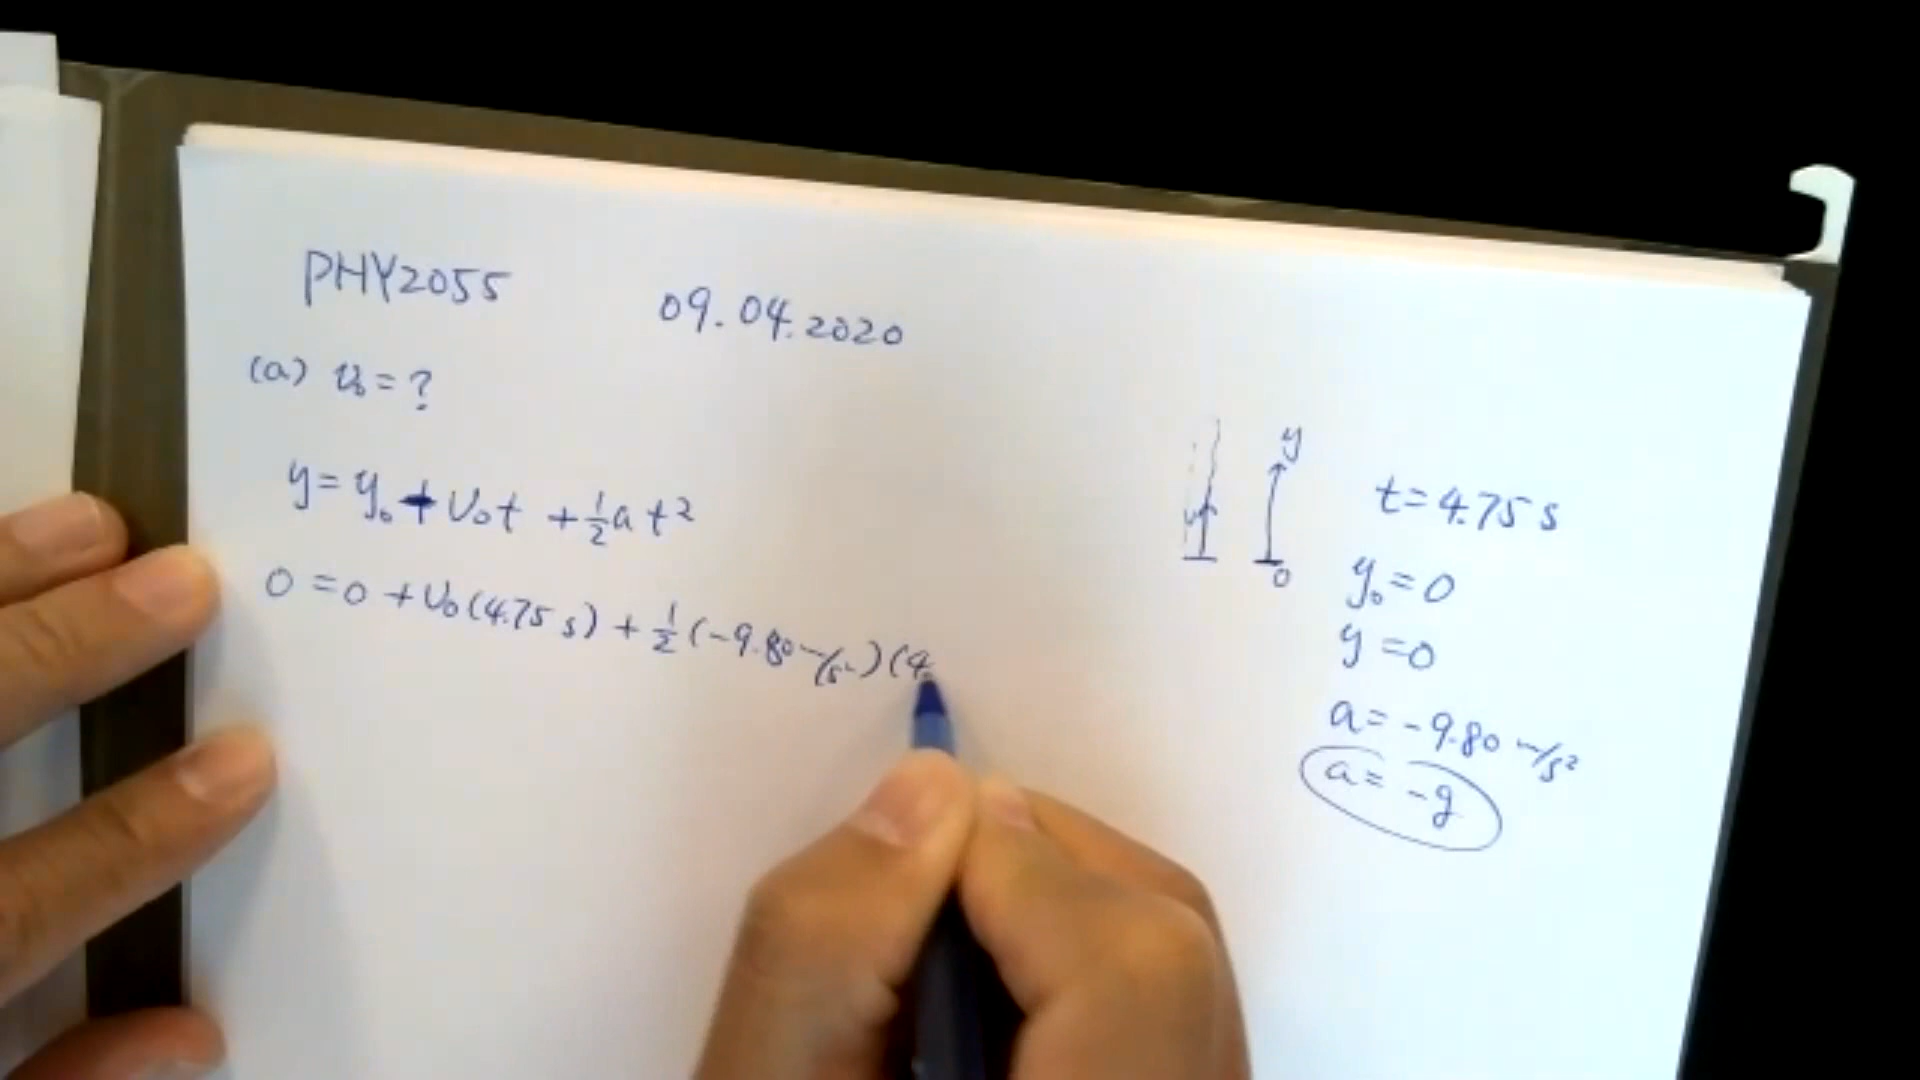 PHY2055 09.04.2020
(a) v₀ = ?
y = y₀ + v₀t + ½at²
0 = 0 + v₀(4.75 s) + ½(-9.80 m/s²)(4.
y
0
t = 4.75 s
y₀ = 0
y = 0
a = -9.80 m/s²
a = -g